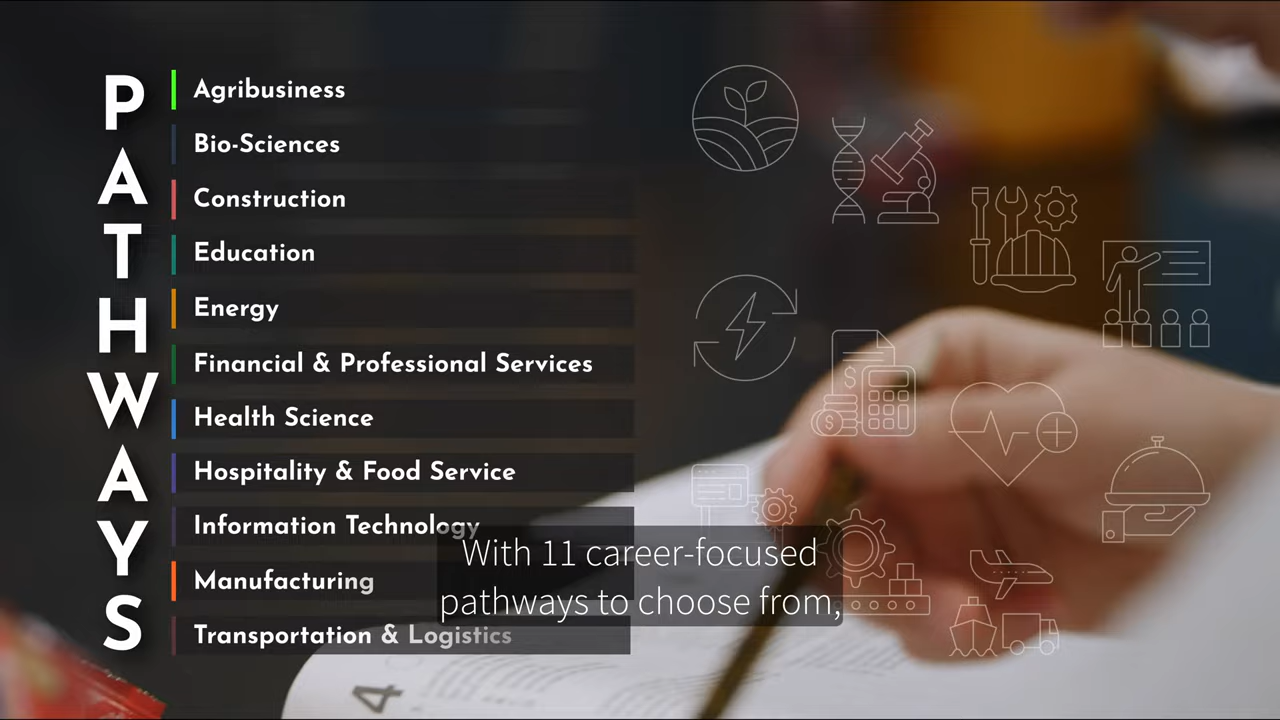 PATHWAYS
Agribusiness
Bio-Sciences
Construction
Education
Energy
Financial & Professional Services
Health Science
Hospitality & Food Service
Information Technology
Manufacturing
Transportation & Logistics
With 11 career-focused
pathways to choose from,
4